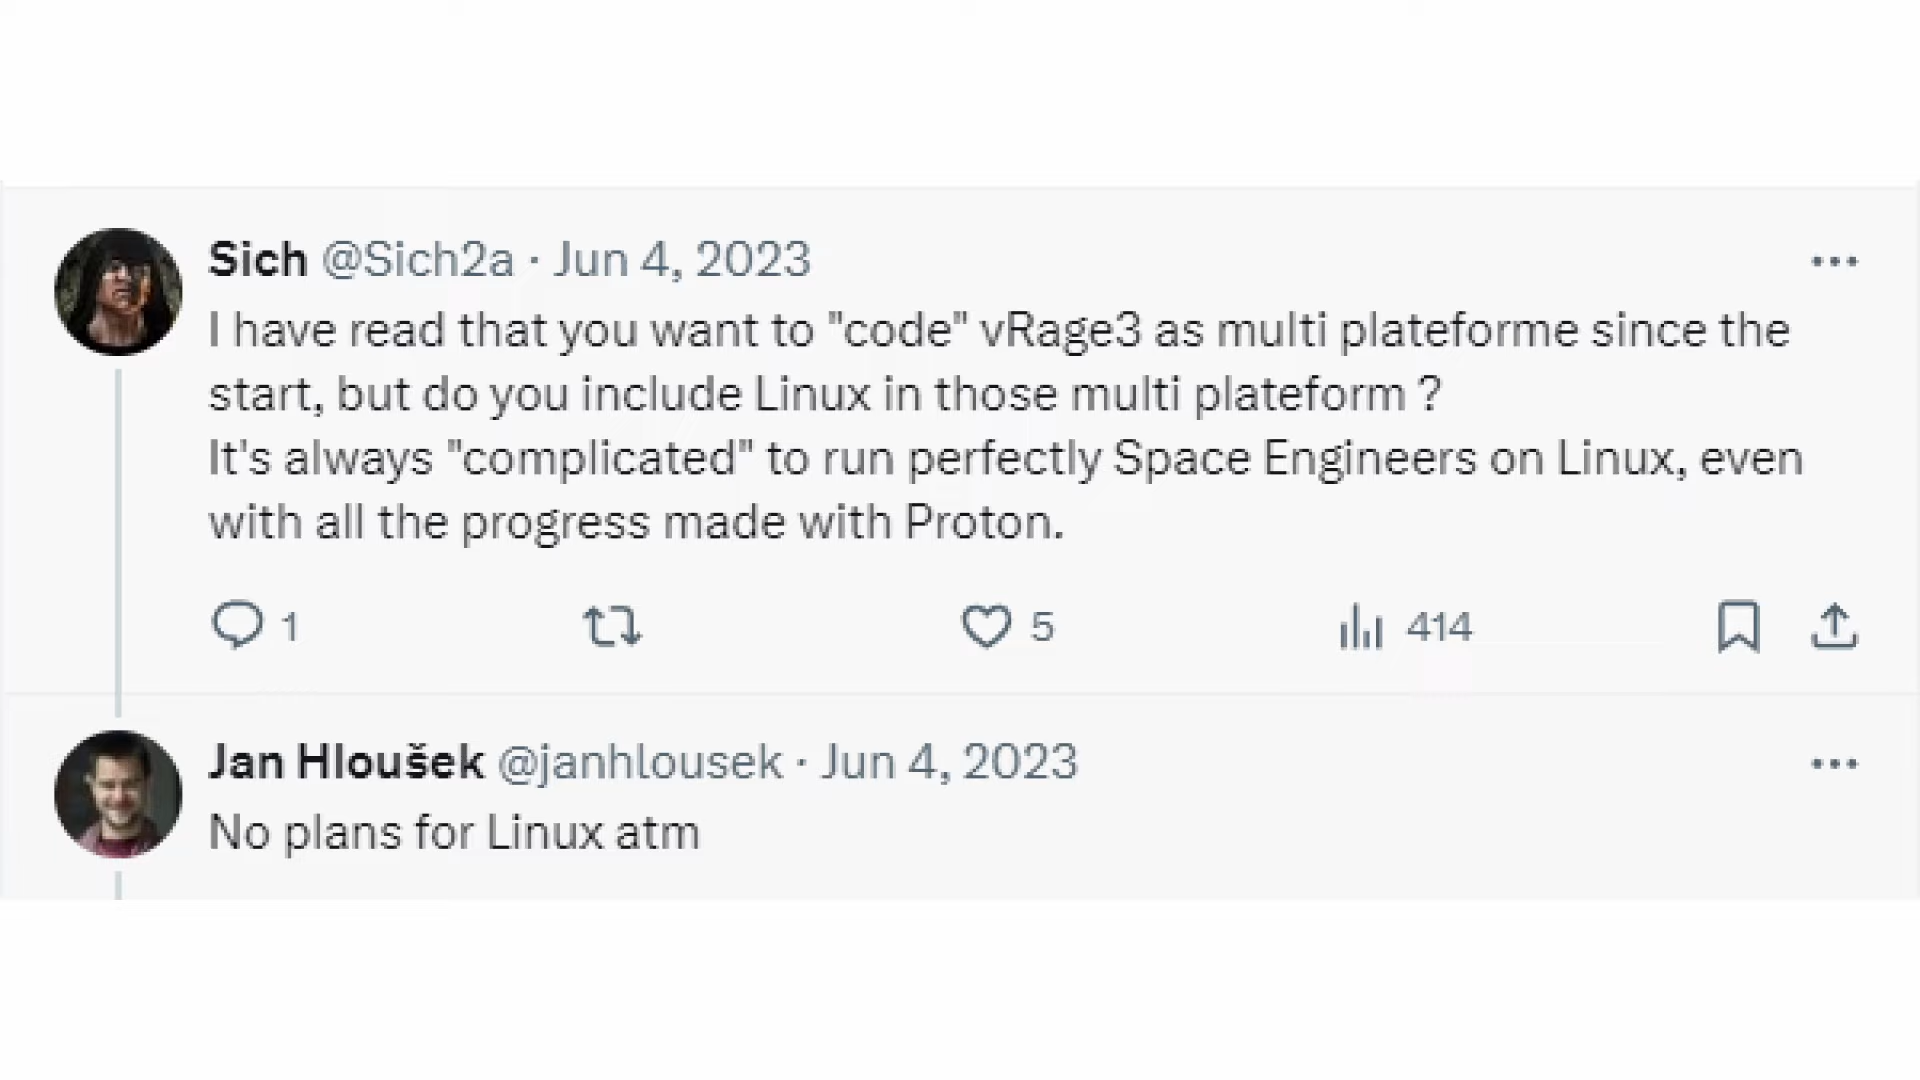 Sich @Sich2a · Jun 4, 2023
I have read that you want to "code" vRage3 as multi plateforme since the
start, but do you include Linux in those multi plateform ?
It's always "complicated" to run perfectly Space Engineers on Linux, even
with all the progress made with Proton.
1 5 414
Jan Hloušek @janhlousek · Jun 4, 2023
No plans for Linux atm